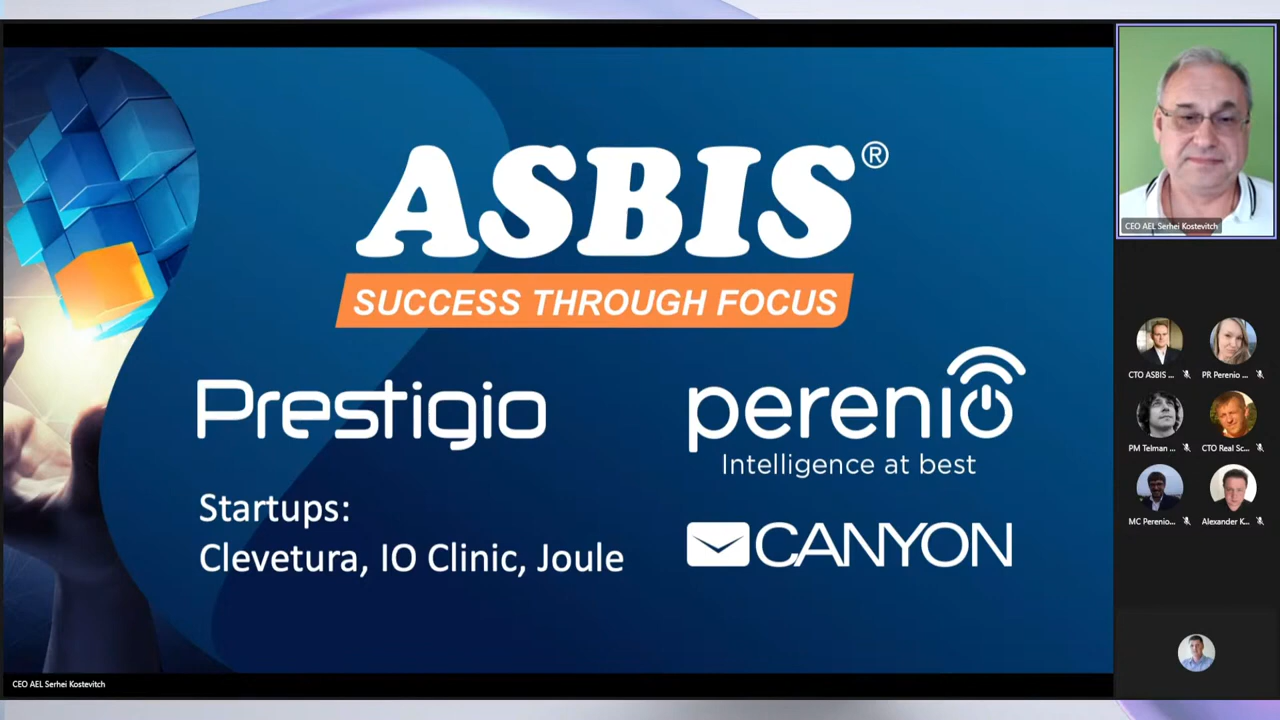 ASBIS®
SUCCESS THROUGH FOCUS
Prestigio
perenio
Intelligence at best
Startups:
Clevetura, IO Clinic, Joule
CANYON
CEO AEL Serhei Kostevitch
CEO AEL Serhei Kostevitch
CTO ASBIS ...
PR Perenio ...
PM Telman ...
CTO Real Sc...
MC Perenio...
Alexander K...